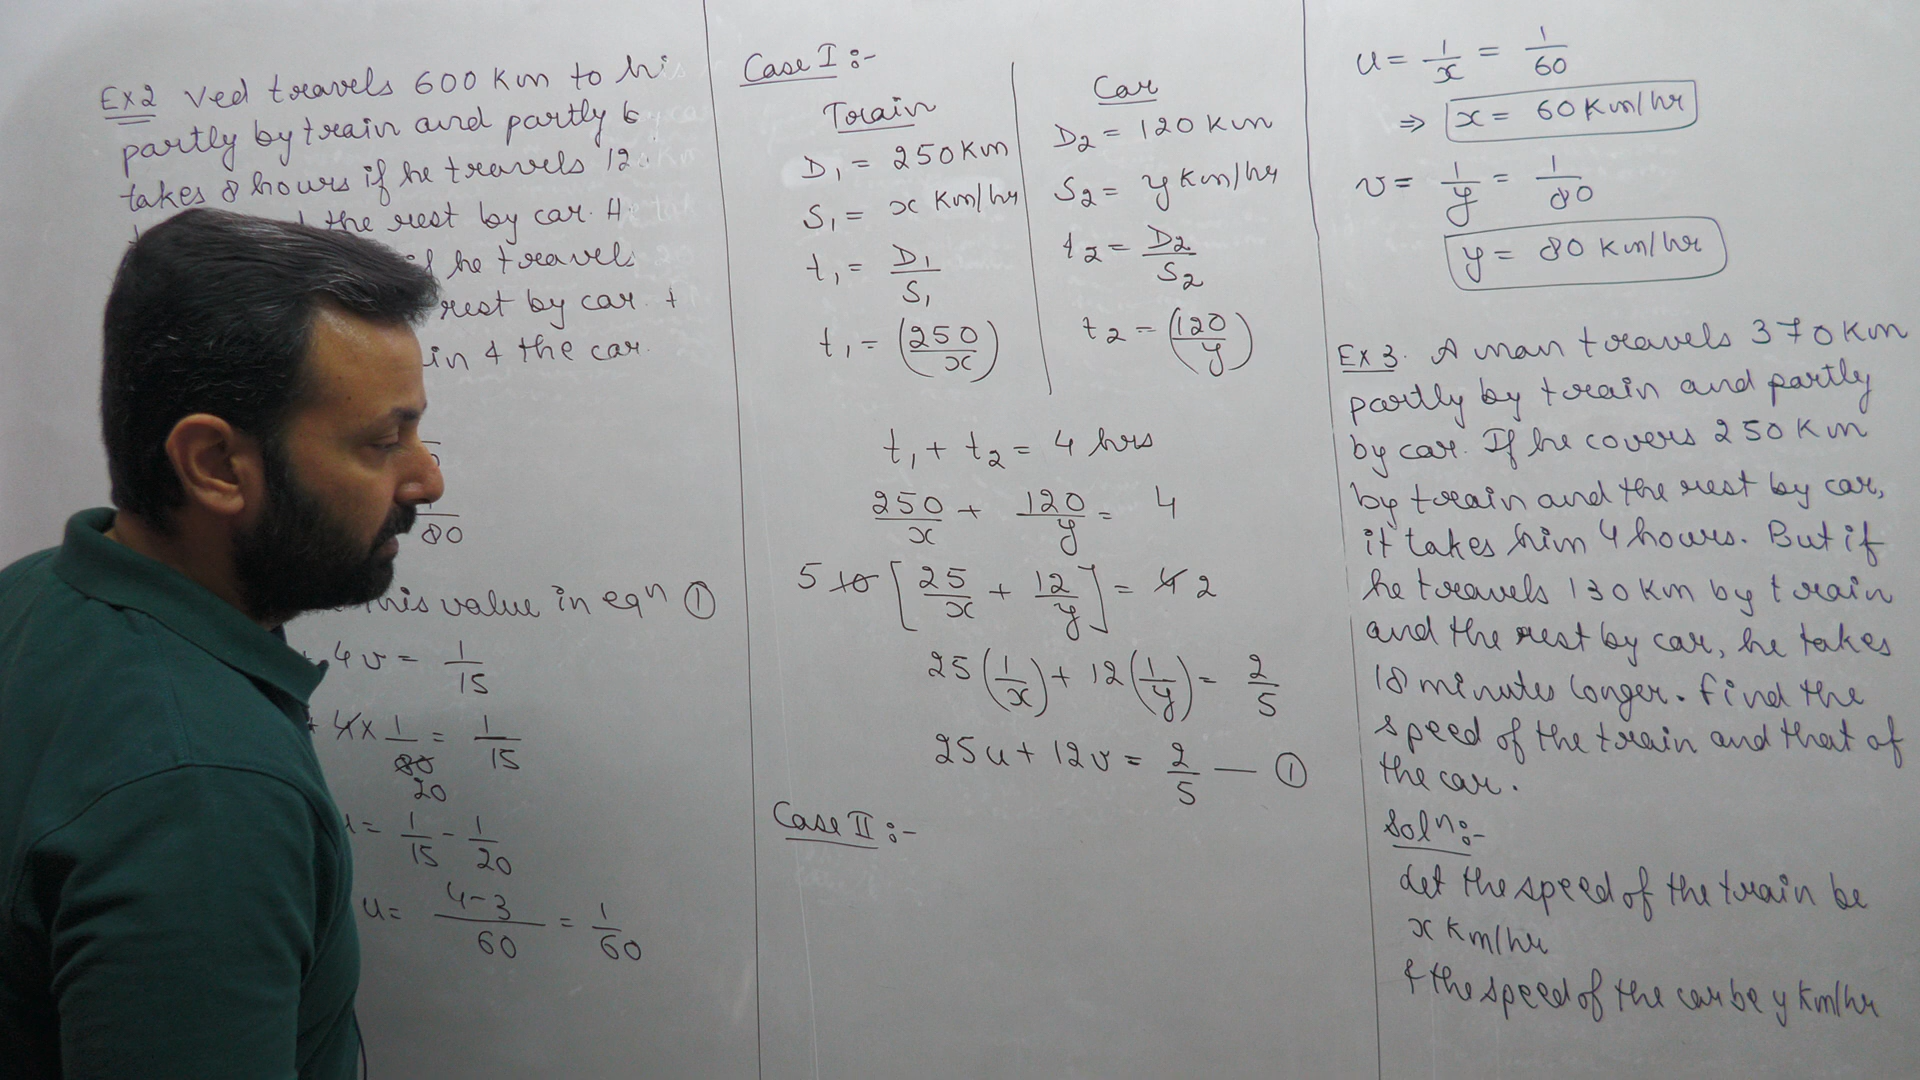 Ex2 Ved travels 600 Km to his
partly by train and partly b
takes 8 hours if he travels 12
the rest by car. H
if he travels
rest by car. t
in & the car.
80
this value in eqn ①
4v = 1/15
4 × 1/80 = 1/15
20
u = 1/15 - 1/20
u = 4-3/60 = 1/60
Case I :-
Train
D1 = 250 Km
S1 = x Km/hr
t1 = D1/S1
t1 = (250/x)
Car
D2 = 120 Km
S2 = y Km/hr
t2 = D2/S2
t2 = (120/y)
t1 + t2 = 4 hrs
250/x + 120/y = 4
5 10 [25/x + 12/y] = 4 2
25(1/x) + 12(1/y) = 2/5
25u + 12v = 2/5 — ①
Case II :-
u = 1/x = 1/60
⇒ x = 60 Km/hr
v = 1/y = 1/80
y = 80 Km/hr
Ex 3. A man travels 370 Km
partly by train and partly
by car. If he covers 250 Km
by train and the rest by car,
it takes him 4 hours. But if
he travels 130 Km by train
and the rest by car, he takes
18 minutes longer. Find the
speed of the train and that of
the car.
Soln :-
Let the speed of the train be
x Km/hr
& the speed of the car be y Km/hr